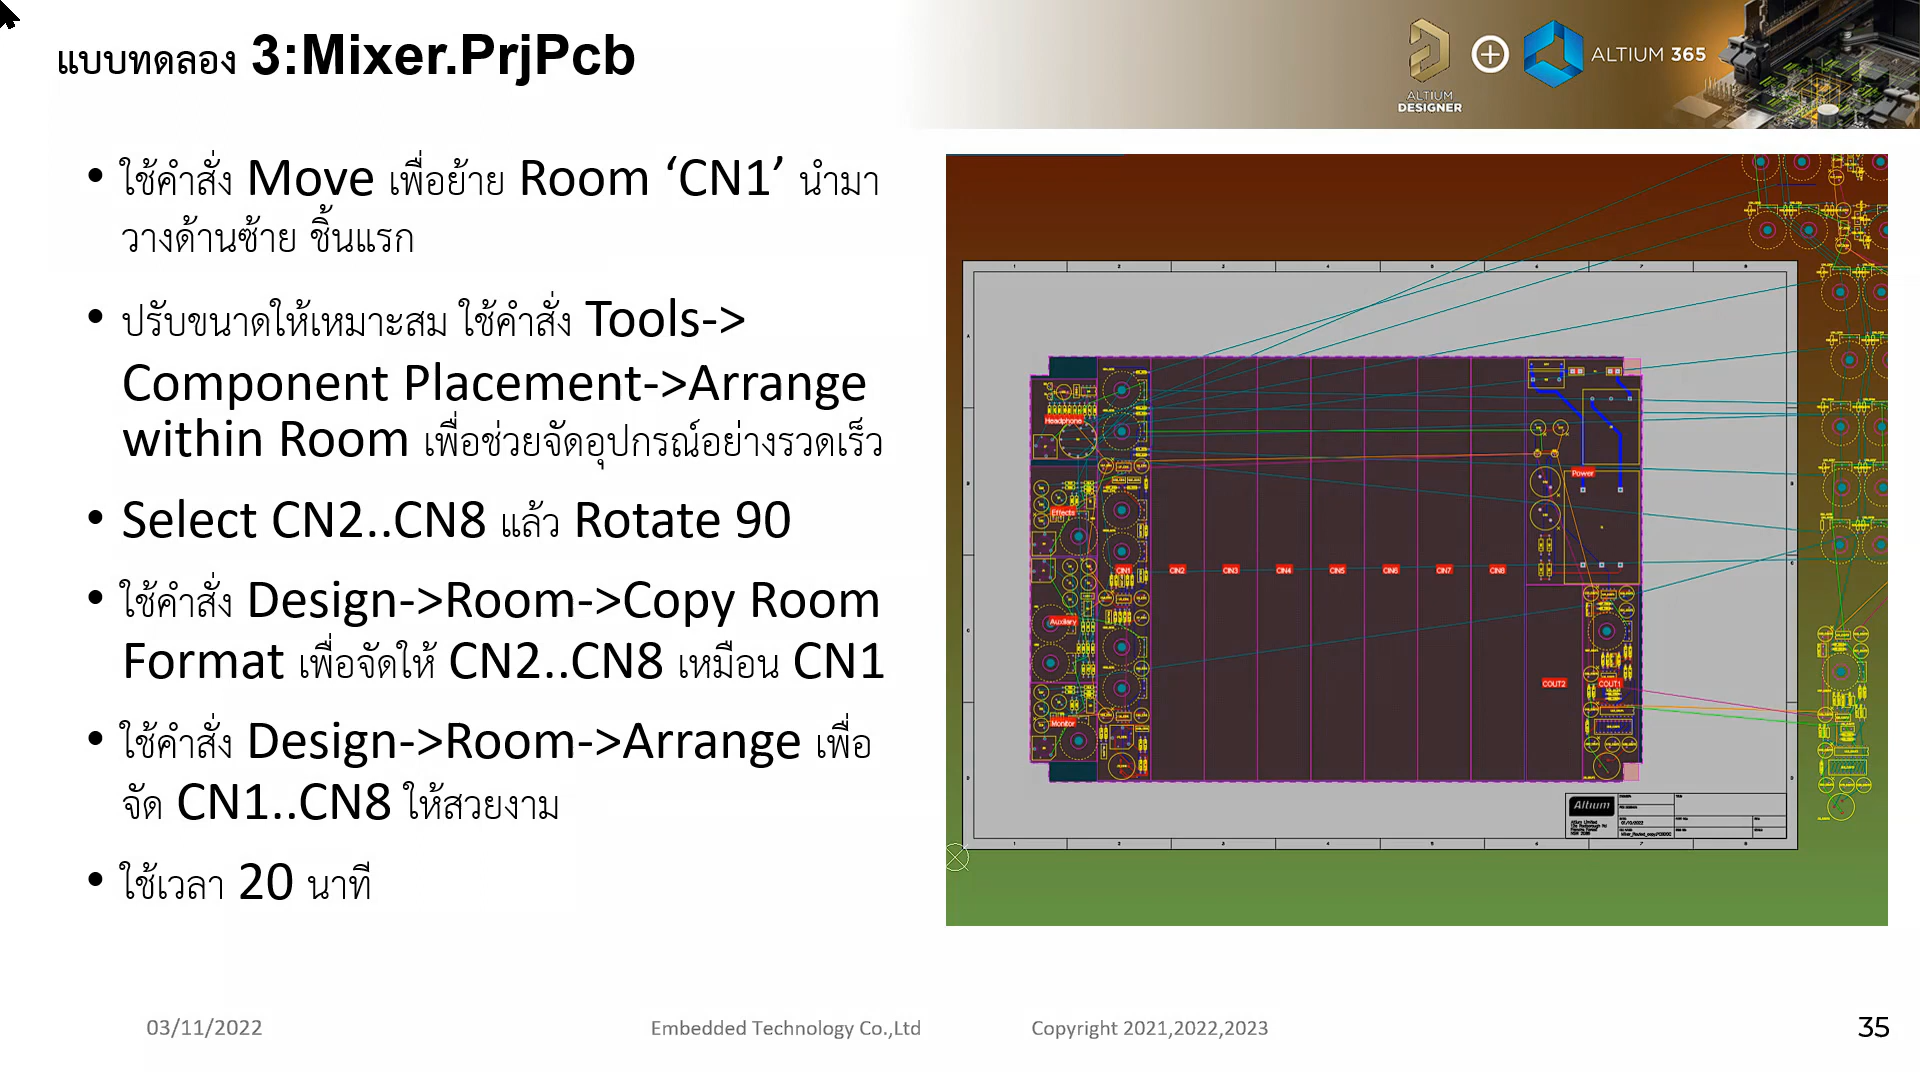 แบบทดลอง 3:Mixer.PrjPcb
ALTIUM
DESIGNER
ALTIUM 365
• ใช้คำสั่ง Move เพื่อย้าย Room ‘CN1’ นำมา
วางด้านซ้าย ชิ้นแรก
• ปรับขนาดให้เหมาะสม ใช้คำสั่ง Tools->
Component Placement->Arrange
within Room เพื่อช่วยจัดอุปกรณ์อย่างรวดเร็ว
• Select CN2..CN8 แล้ว Rotate 90
• ใช้คำสั่ง Design->Room->Copy Room
Format เพื่อจัดให้ CN2..CN8 เหมือน CN1
• ใช้คำสั่ง Design->Room->Arrange เพื่อ
จัด CN1..CN8 ให้สวยงาม
• ใช้เวลา 20 นาที
Headphone
Power
Effects
CIN1 CIN2 CIN3 CIN4 CIN5 CIN6 CIN7 CIN8
Auxiliary
COUT2 COUT1
Monitor
Altium
03/11/2022
Embedded Technology Co.,Ltd
Copyright 2021,2022,2023
35